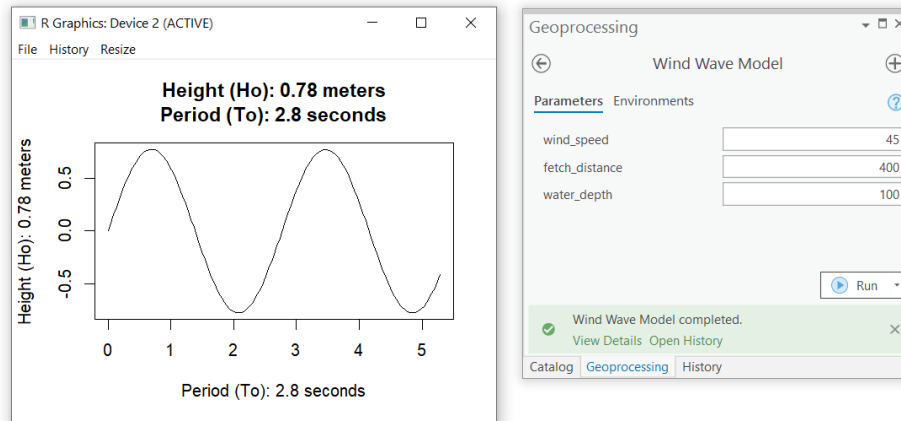 R Graphics: Device 2 (ACTIVE)
File History Resize
Height (Ho): 0.78 meters
Period (To): 2.8 seconds
Height (Ho): 0.78 meters
0.5
0.0
-0.5
0 1 2 3 4 5
Period (To): 2.8 seconds
Geoprocessing
Wind Wave Model
Parameters Environments
wind_speed 45
fetch_distance 400
water_depth 100
Run
Wind Wave Model completed.
View Details Open History
Catalog Geoprocessing History